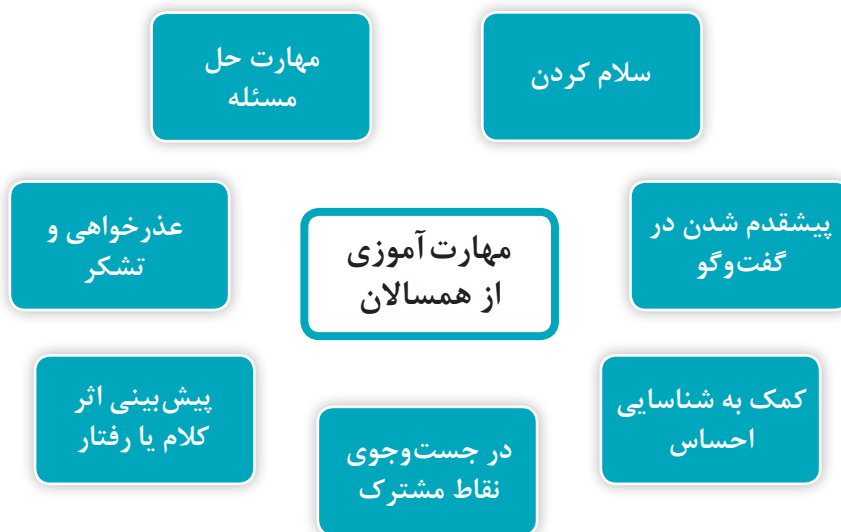 سلام کردن
مهارت حل
مسئله
پیشقدم شدن در
گفت‌وگو
مهارت‌آموزی
از همسالان
عذرخواهی و
تشکر
کمک به شناسایی
احساس
در جست‌وجوی
نقاط مشترک
پیش‌بینی اثر
کلام یا رفتار